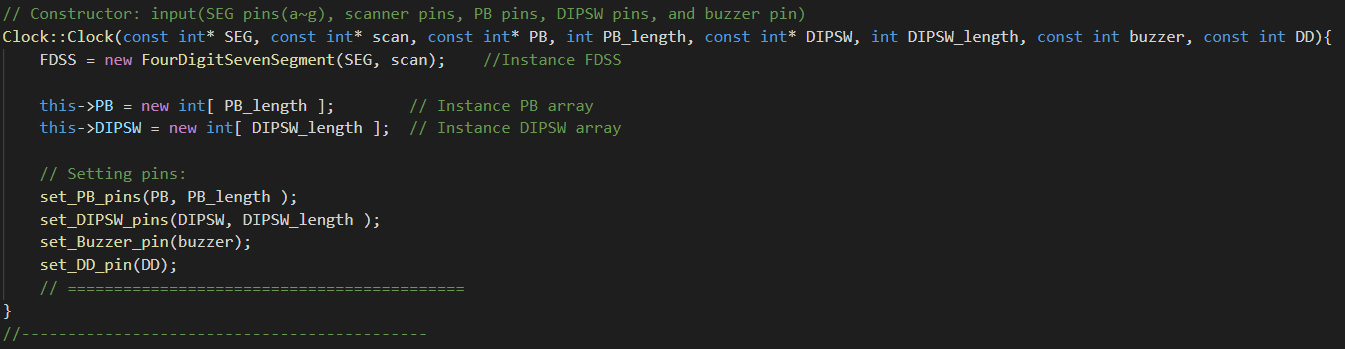 // Constructor: input(SEG pins(a~g), scanner pins, PB pins, DIPSW pins, and buzzer pin)
Clock::Clock(const int* SEG, const int* scan, const int* PB, int PB_length, const int* DIPSW, int DIPSW_length, const int buzzer, const int DD){
    FDSS = new FourDigitSevenSegment(SEG, scan);    //Instance FDSS
    this->PB = new int[ PB_length ];        // Instance PB array
    this->DIPSW = new int[ DIPSW_length ];  // Instance DIPSW array
    // Setting pins:
    set_PB_pins(PB, PB_length );
    set_DIPSW_pins(DIPSW, DIPSW_length );
    set_Buzzer_pin(buzzer);
    set_DD_pin(DD);
    // ===========================================
}
//--------------------------------------------